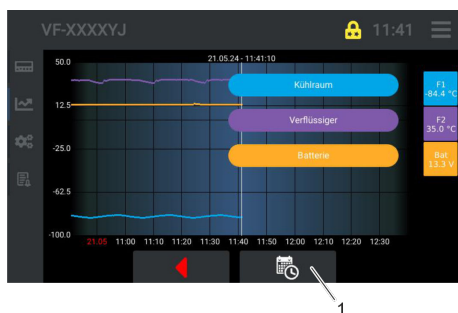 VF-XXXXYJ
11:41
21.05.24 - 11:41:10
50.0
12.5
-25.0
-62.5
-100.0
Kühlraum
Verflüssiger
Batterie
F1
-84.4 °C
F2
35.0 °C
Bat
13.3 V
21.05 11:00 11:10 11:20 11:30 11:40 11:50 12:00 12:10 12:20 12:30
1